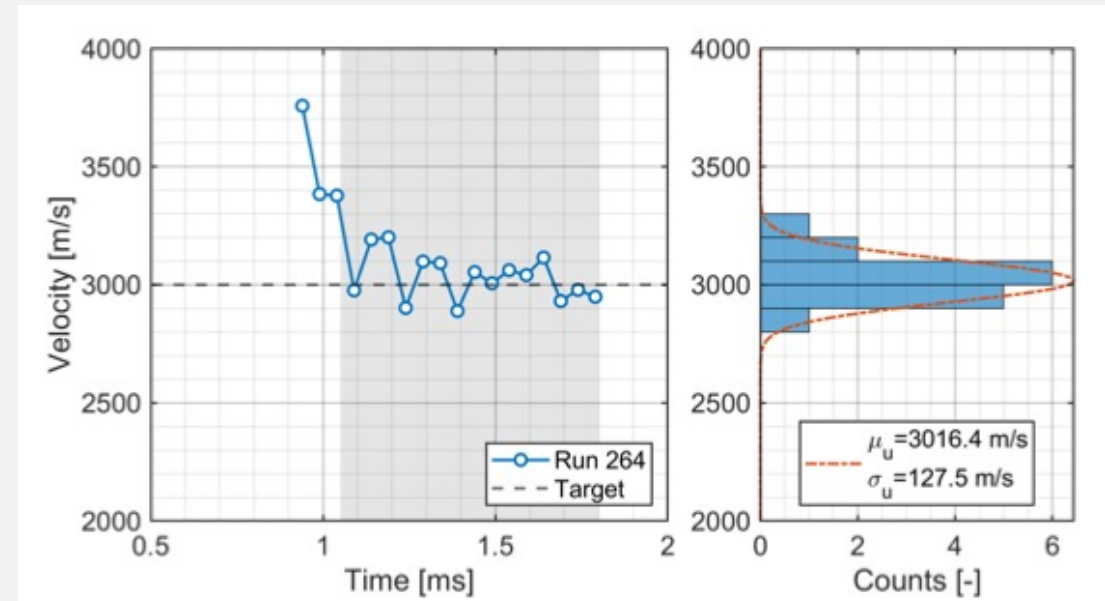 4000
3500
3000
2500
2000
Velocity [m/s]
0.5 1 1.5 2
Time [ms]
Run 264
Target
4000
3500
3000
2500
2000
0 2 4 6
Counts [-]
μu=3016.4 m/s
σu=127.5 m/s